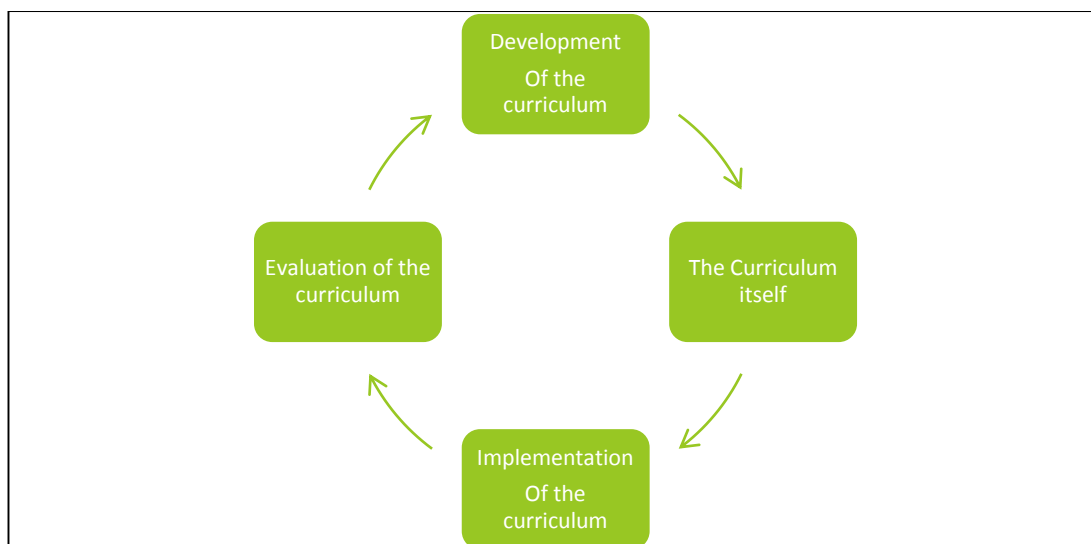 Development
Of the
curriculum
Evaluation of the
curriculum
The Curriculum
itself
Implementation
Of the
curriculum